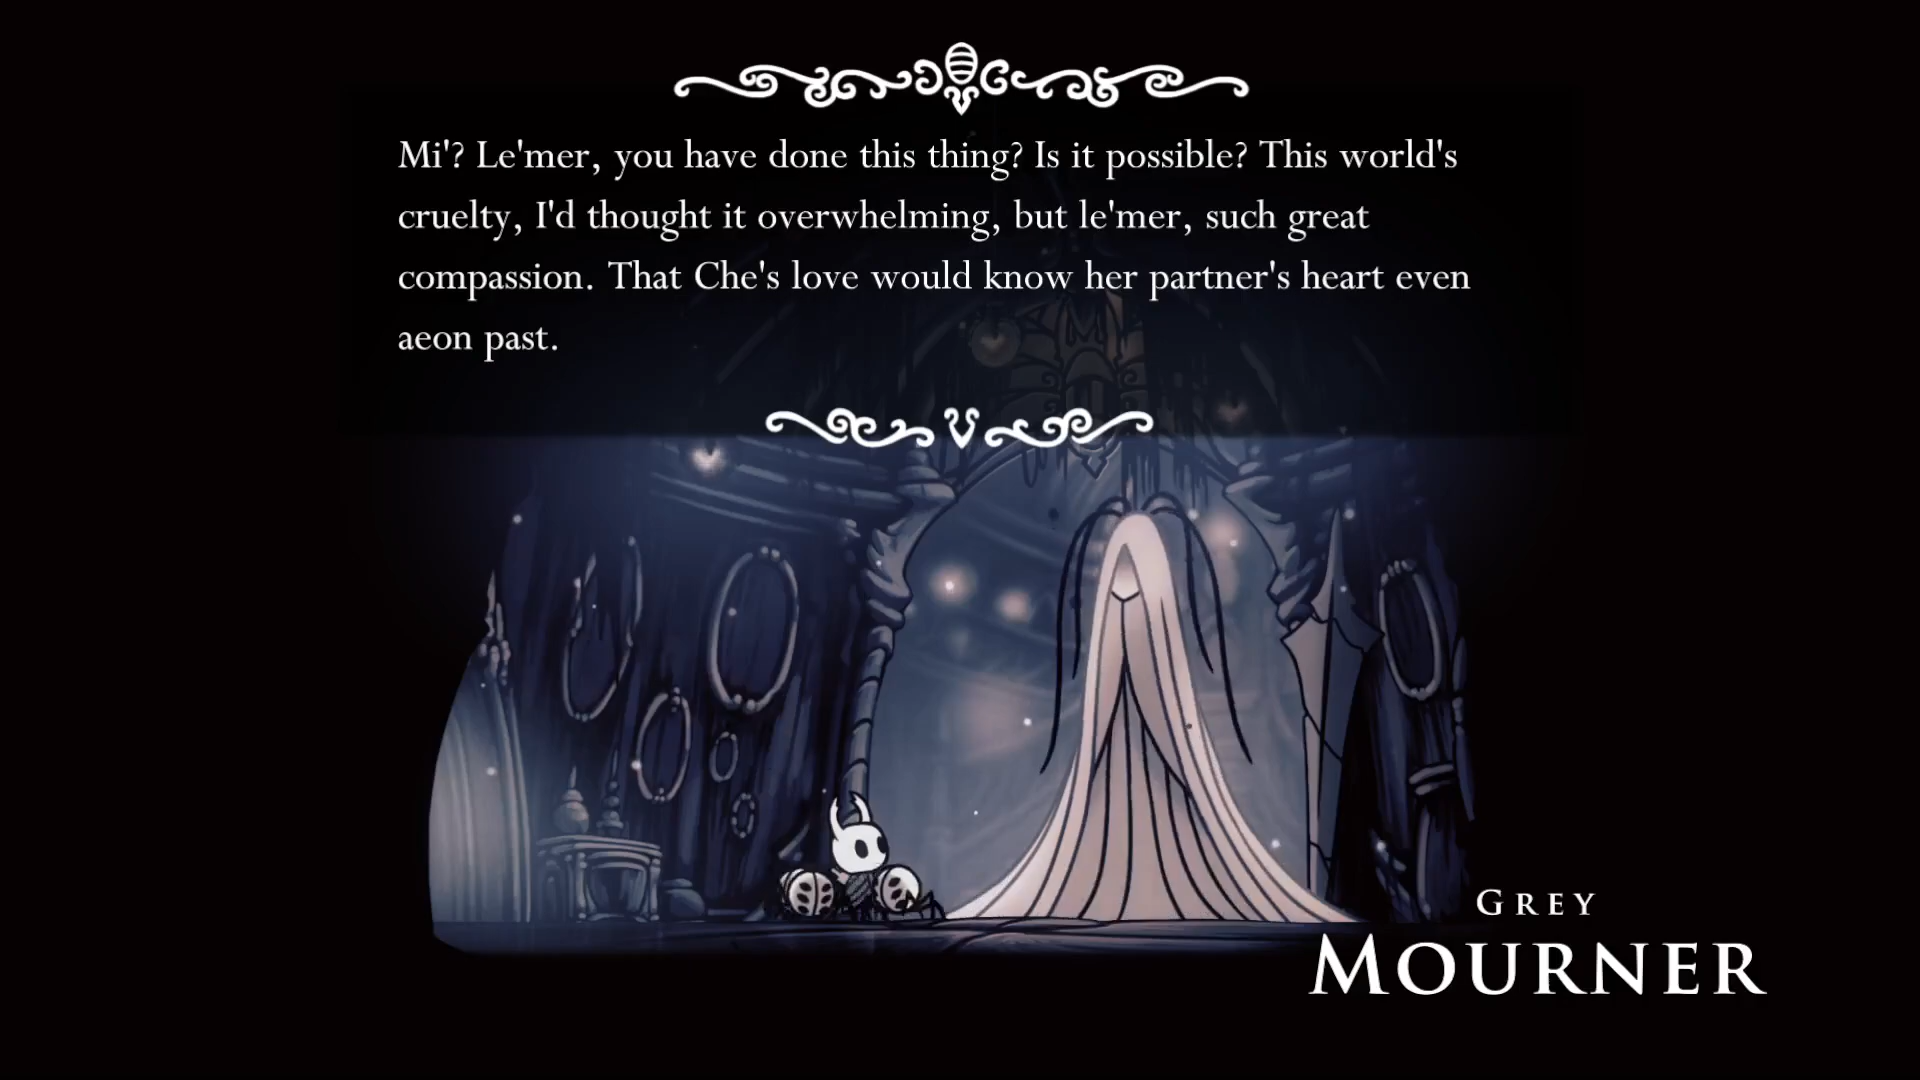 Mi'? Le'mer, you have done this thing? Is it possible? This world's
cruelty, I'd thought it overwhelming, but le'mer, such great
compassion. That Che's love would know her partner's heart even
aeon past.
GREY
MOURNER